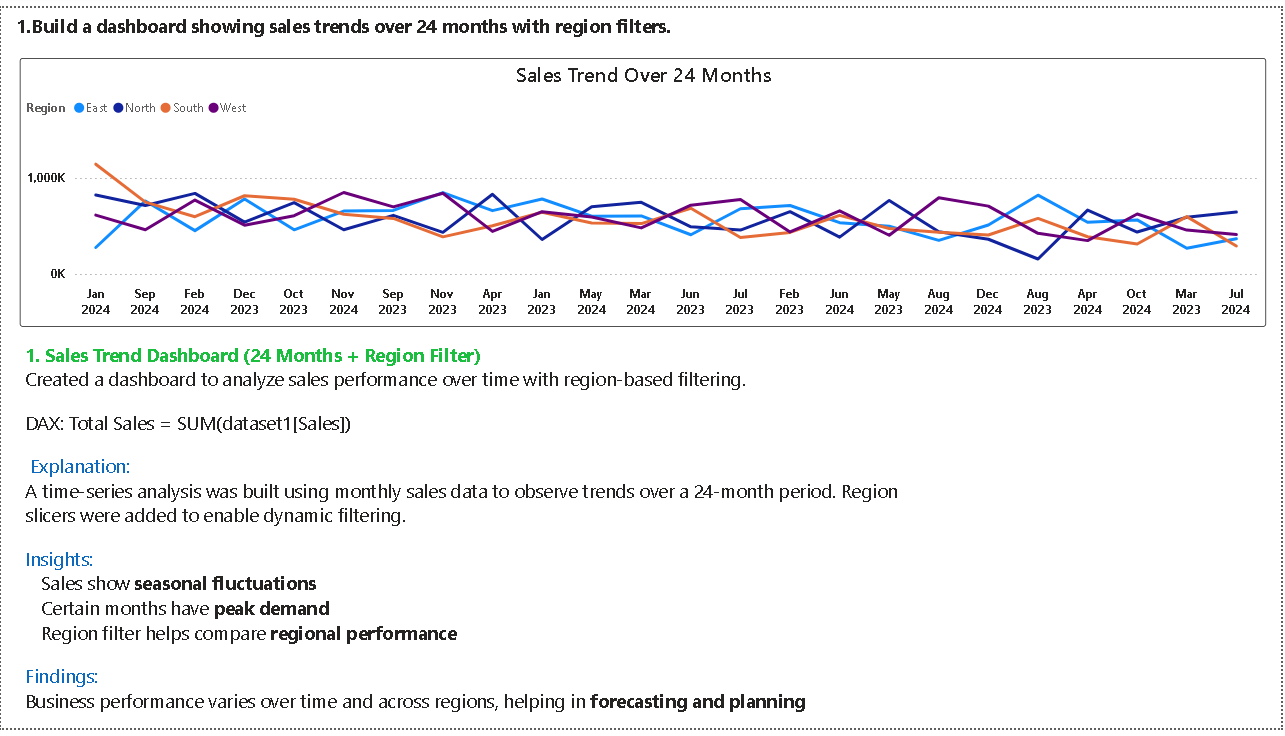 1.Build a dashboard showing sales trends over 24 months with region filters.
Sales Trend Over 24 Months
Region East North South West
1,000K
0K
Jan Sep Feb Dec Oct Nov Sep Nov Apr Jan May Mar Jun Jul Feb Jun May Aug Dec Aug Apr Oct Mar Jul
2024 2024 2024 2023 2023 2024 2023 2023 2023 2023 2024 2024 2023 2023 2023 2024 2023 2024 2024 2023 2024 2024 2023 2024
1. Sales Trend Dashboard (24 Months + Region Filter)
Created a dashboard to analyze sales performance over time with region-based filtering.
DAX: Total Sales = SUM(dataset1[Sales])
Explanation:
A time-series analysis was built using monthly sales data to observe trends over a 24-month period. Region
slicers were added to enable dynamic filtering.
Insights:
Sales show seasonal fluctuations
Certain months have peak demand
Region filter helps compare regional performance
Findings:
Business performance varies over time and across regions, helping in forecasting and planning